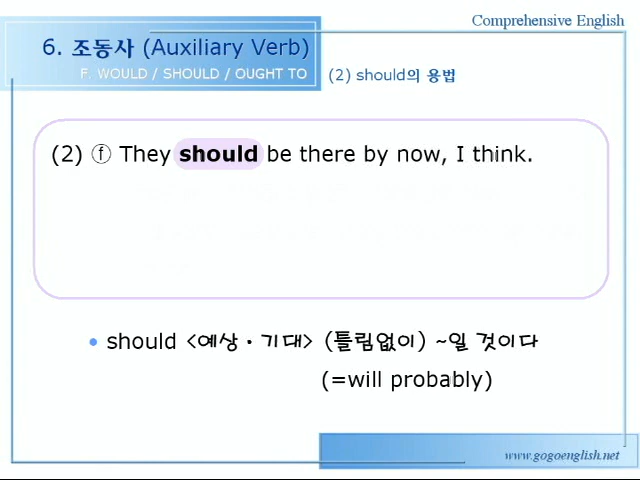 Comprehensive English
6. 조동사 (Auxiliary Verb)
F. WOULD / SHOULD / OUGHT TO
(2) should의 용법
(2) ⓕ They should be there by now, I think.
• should <예상·기대> (틀림없이) ~일 것이다
(=will probably)
www.gogoenglish.net